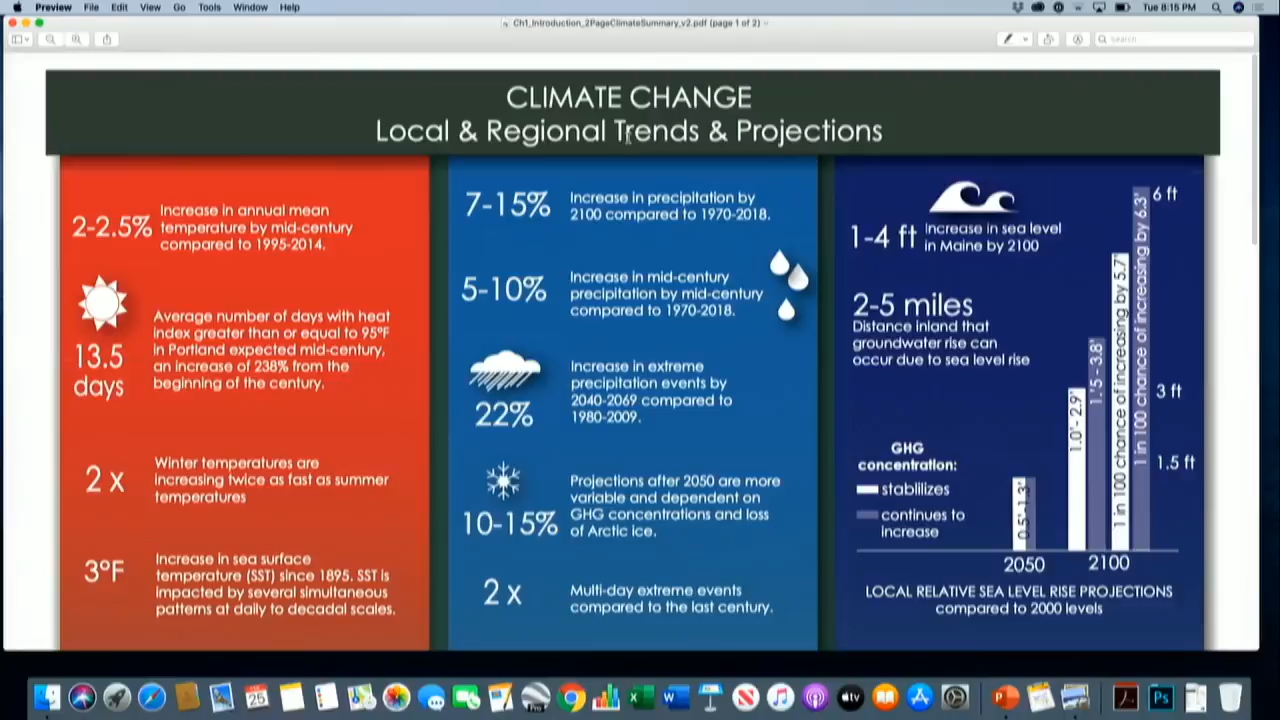 Preview File Edit View Go Tools Window Help
Tue 8:15 PM
Ch1_Introduction_2PageClimateSummary_v2.pdf (page 1 of 2)
Search
CLIMATE CHANGE
Local & Regional Trends & Projections
2-2.5%
Increase in annual mean
temperature by mid-century
compared to 1995-2014.
13.5
days
Average number of days with heat
index greater than or equal to 95°F
in Portland expected mid-century,
an increase of 238% from the
beginning of the century.
2 x
Winter temperatures are
increasing twice as fast as summer
temperatures
3°F
Increase in sea surface
temperature (SST) since 1895. SST is
impacted by several simultaneous
patterns at daily to decadal scales.
7-15%
Increase in precipitation by
2100 compared to 1970-2018.
5-10%
Increase in mid-century
precipitation by mid-century
compared to 1970-2018.
22%
Increase in extreme
precipitation events by
2040-2069 compared to
1980-2009.
10-15%
Projections after 2050 are more
variable and dependent on
GHG concentrations and loss
of Arctic ice.
2 x
Multi-day extreme events
compared to the last century.
1-4 ft
Increase in sea level
in Maine by 2100
2-5 miles
Distance inland that
groundwater rise can
occur due to sea level rise
GHG
concentration:
stablilizes
continues to
increase
0.5'-1.3'
1.0'- 2.9'
1.'5 - 3.8'
1 in 100 chance of increasing by 5.7'
1 in 100 chance of increasing by 6.3'
6 ft
3 ft
1.5 ft
2050
2100
LOCAL RELATIVE SEA LEVEL RISE PROJECTIONS
compared to 2000 levels
25
Pro
tv
Ps